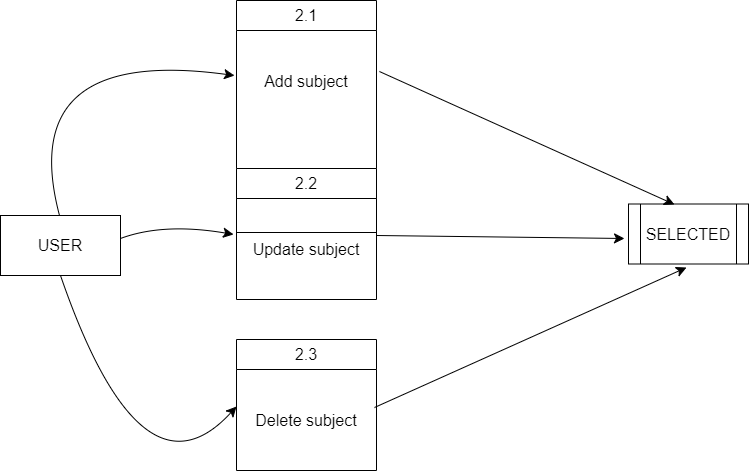 2.1
Add subject
2.2
USER
Update subject
SELECTED
2.3
Delete subject